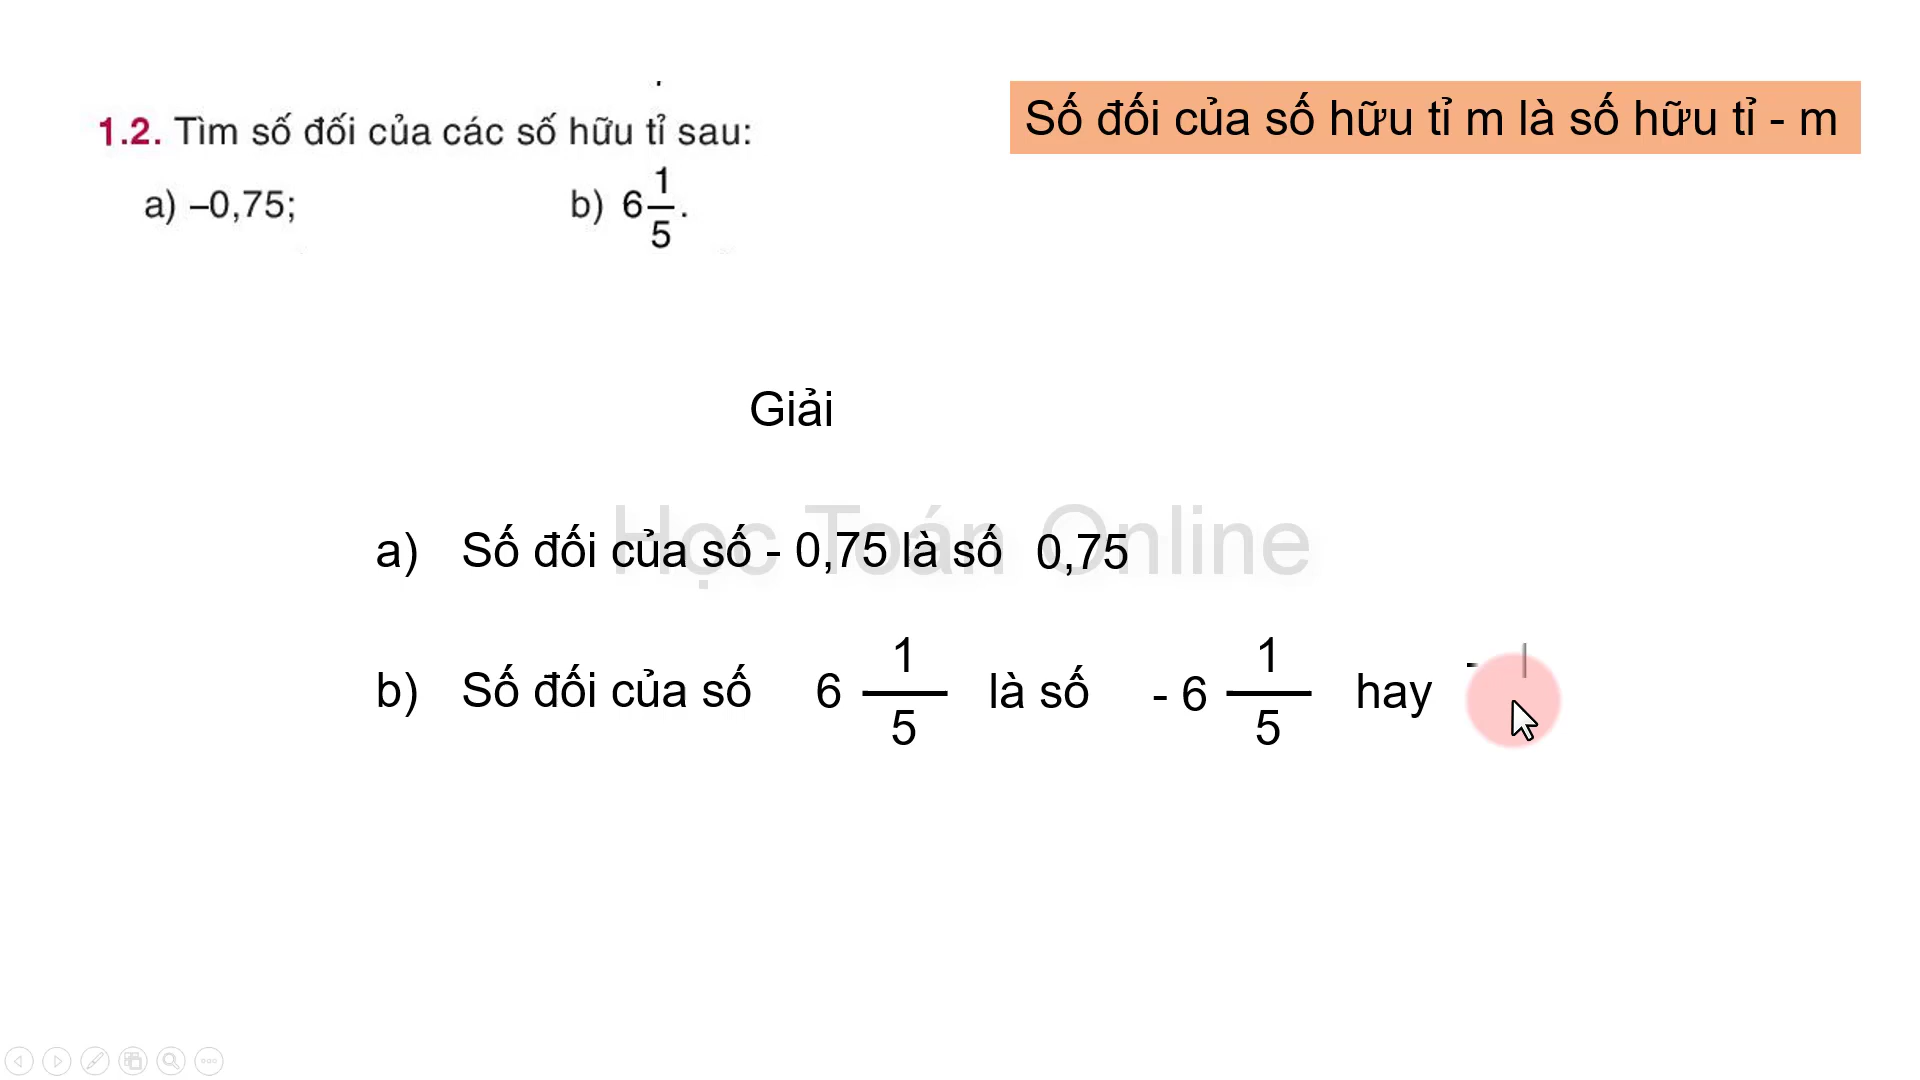 1.2. Tìm số đối của các số hữu tỉ sau:
a) –0,75; b) 6 1/5.
Số đối của số hữu tỉ m là số hữu tỉ - m
Giải
Học Toán Online
a) Số đối của số - 0,75 là số 0,75
b) Số đối của số 6 1/5 là số - 6 1/5 hay